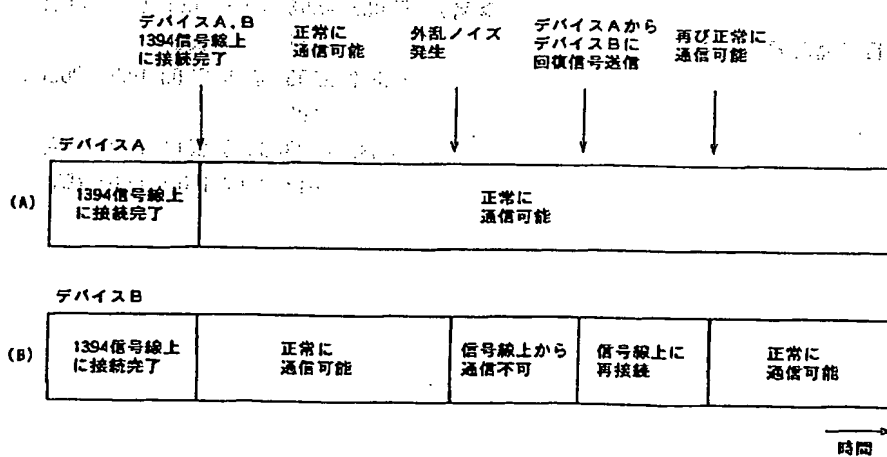 デバイスA,B
1394信号線上
に接続完了
正常に
通信可能
外乱ノイズ
発生
デバイスAから
デバイスBに
回復信号送信
再び正常に
通信可能
デバイスA
(A)
1394信号線上
に接続完了
正常に
通信可能
デバイスB
(B)
1394信号線上
に接続完了
正常に
通信可能
信号線上から
通信不可
信号線上に
再接続
正常に
通信可能
時間